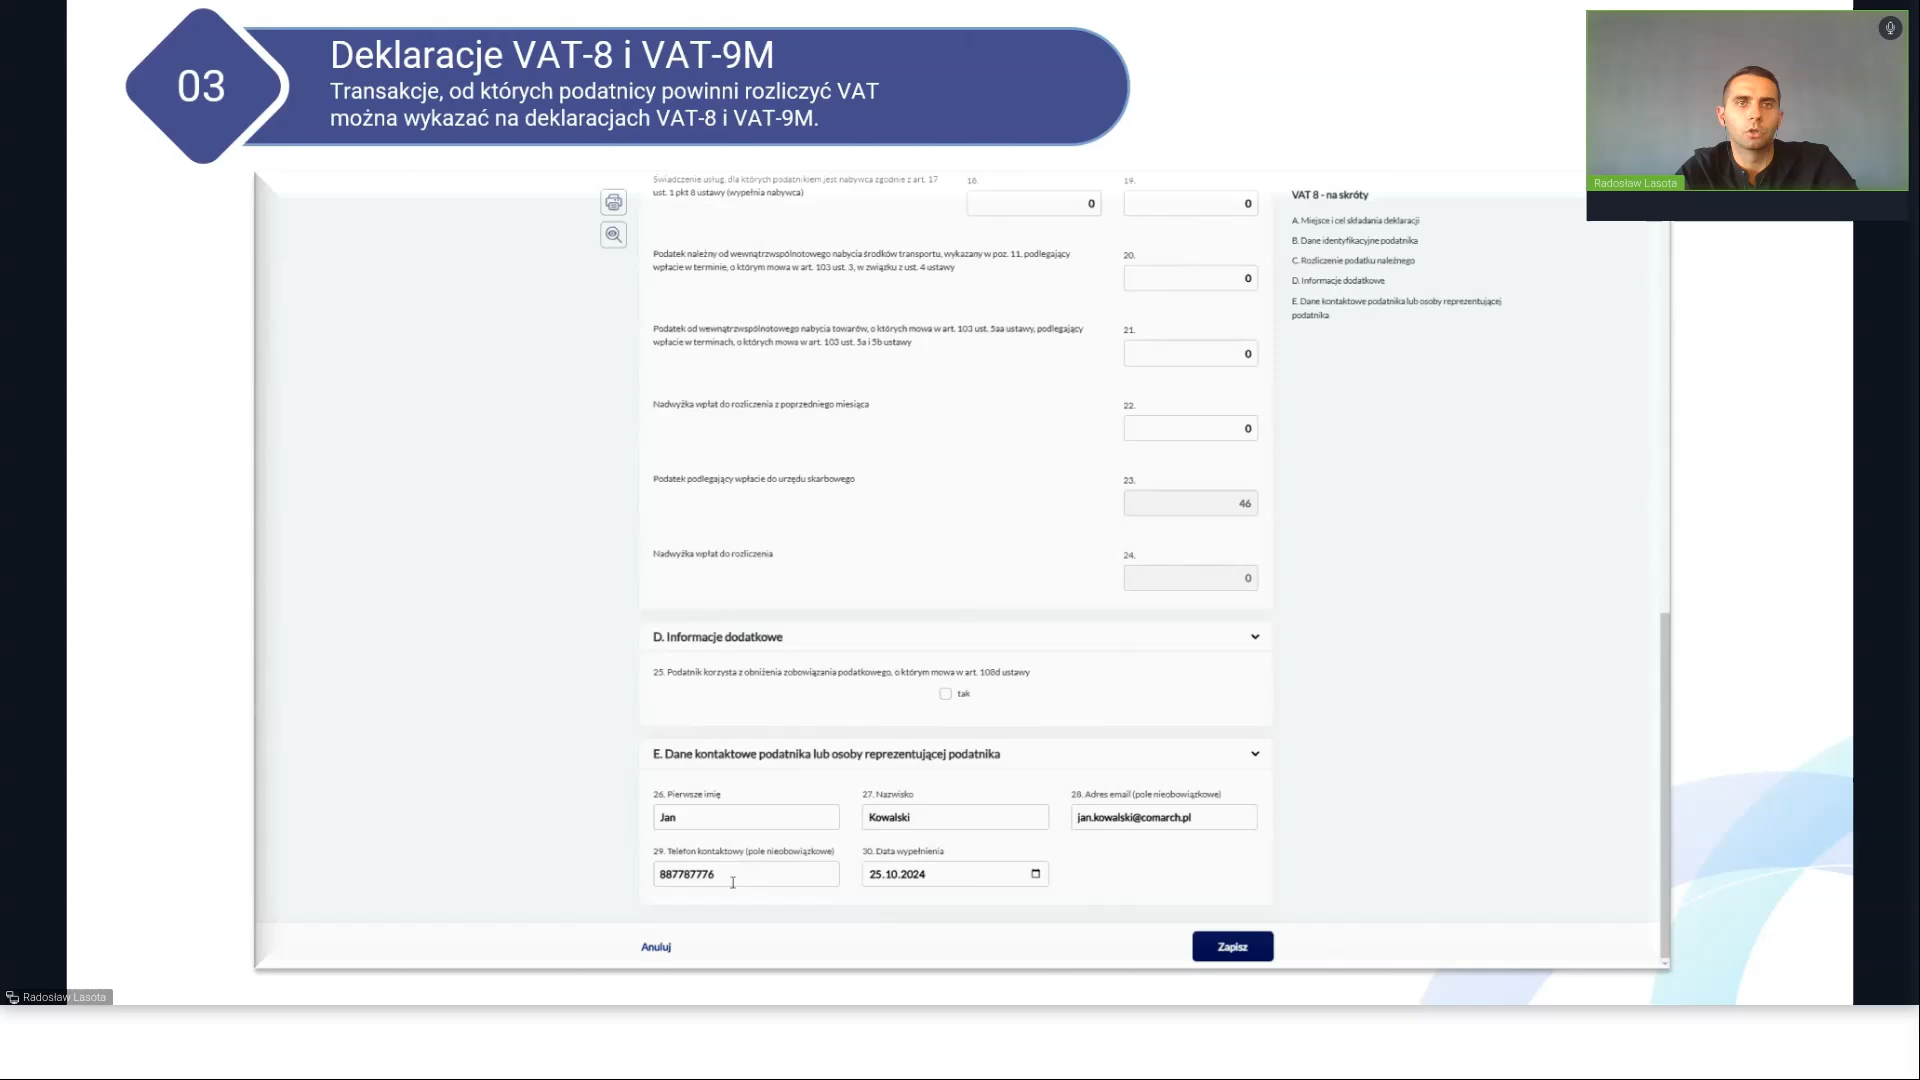 03
Deklaracje VAT-8 i VAT-9M
Transakcje, od których podatnicy powinni rozliczyć VAT
można wykazać na deklaracjach VAT-8 i VAT-9M.
Radosław Lasota
Świadczenie usług, dla których podatnikiem jest nabywca zgodnie z art. 17
ust. 1 pkt 8 ustawy (wypełnia nabywca)
18.
0
19.
0
Podatek należny od wewnątrzwspólnotowego nabycia środków transportu, wykazany w poz. 11, podlegający
wpłacie w terminie, o którym mowa w art. 103 ust. 3, w związku z ust. 4 ustawy
20.
0
Podatek od wewnątrzwspólnotowego nabycia towarów, o których mowa w art. 103 ust. 5aa ustawy, podlegający
wpłacie w terminach, o których mowa w art. 103 ust. 5a i 5b ustawy
21.
0
Nadwyżka wpłat do rozliczenia z poprzedniego miesiąca
22.
0
Podatek podlegający wpłacie do urzędu skarbowego
23.
46
Nadwyżka wpłat do rozliczenia
24.
0
D. Informacje dodatkowe
25. Podatnik korzysta z obniżenia zobowiązania podatkowego, o którym mowa w art. 108d ustawy
tak
E. Dane kontaktowe podatnika lub osoby reprezentującej podatnika
26. Pierwsze imię
27. Nazwisko
28. Adres email (pole nieobowiązkowe)
Jan
Kowalski
jan.kowalski@comarch.pl
29. Telefon kontaktowy (pole nieobowiązkowe)
30. Data wypełnienia
887787776
25.10.2024
Anuluj
Zapisz
VAT 8 - na skróty
A. Miejsce i cel składania deklaracji
B. Dane identyfikacyjne podatnika
C. Rozliczenie podatku należnego
D. Informacje dodatkowe
E. Dane kontaktowe podatnika lub osoby reprezentującej
podatnika
Radosław Lasota